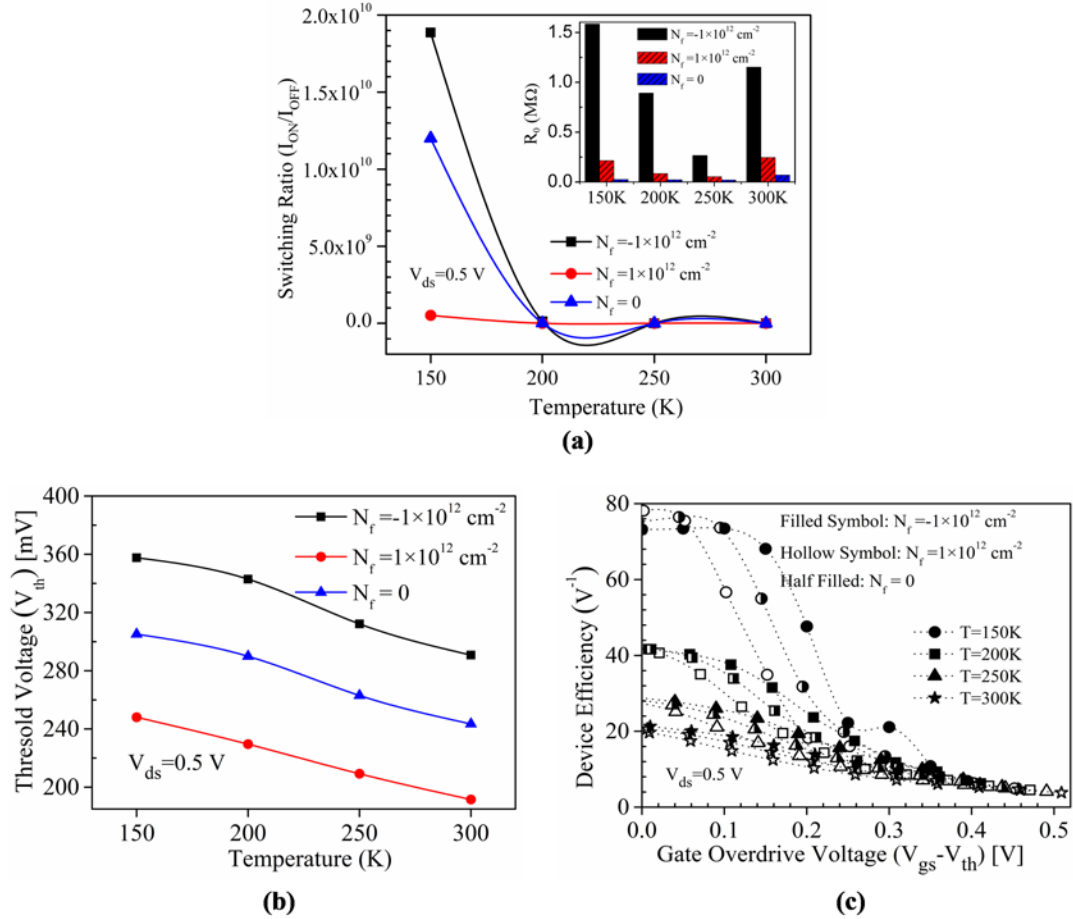 2.0x10^10
1.5x10^10
1.0x10^10
5.0x10^9
0.0
Switching Ratio (I_ON/I_OFF)
150 200 250 300
Temperature (K)
V_ds=0.5 V
N_f=-1×10^12 cm^-2
N_f=1×10^12 cm^-2
N_f = 0
R_0 (MΩ)
1.5
1.0
0.5
0.0
150K 200K 250K 300K
N_f=-1×10^12 cm^-2
N_f=1×10^12 cm^-2
N_f = 0
(a)
400
360
320
280
240
200
Thresold Voltage (V_th) [mV]
N_f =-1×10^12 cm^-2
N_f =1×10^12 cm^-2
N_f = 0
V_ds=0.5 V
150 200 250 300
Temperature (K)
(b)
80
60
40
20
0
Device Efficiency (V^-1)
Filled Symbol: N_f=-1×10^12 cm^-2
Hollow Symbol: N_f=1×10^12 cm^-2
Half Filled: N_f = 0
T=150K
T=200K
T=250K
T=300K
V_ds=0.5 V
0.0 0.1 0.2 0.3 0.4 0.5
Gate Overdrive Voltage (V_gs-V_th) [V]
(c)